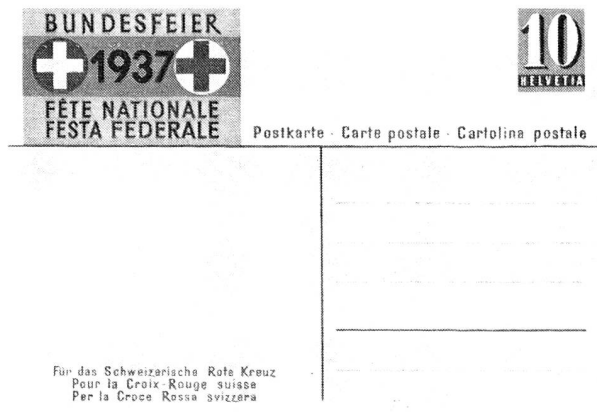 BUNDESFEIER
1937
FÊTE NATIONALE
FESTA FEDERALE
10
HELVETIA
Postkarte - Carte postale - Cartolina postale
Für das Schweizerische Rote Kreuz
Pour la Croix-Rouge suisse
Per la Croce Rossa svizzera